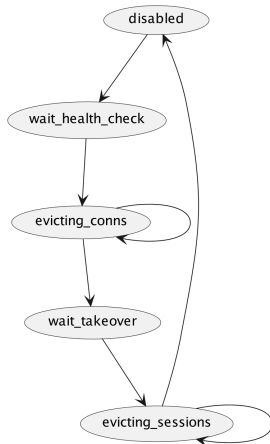 disabled
wait_health_check
evicting_conns
wait_takeover
evicting_sessions